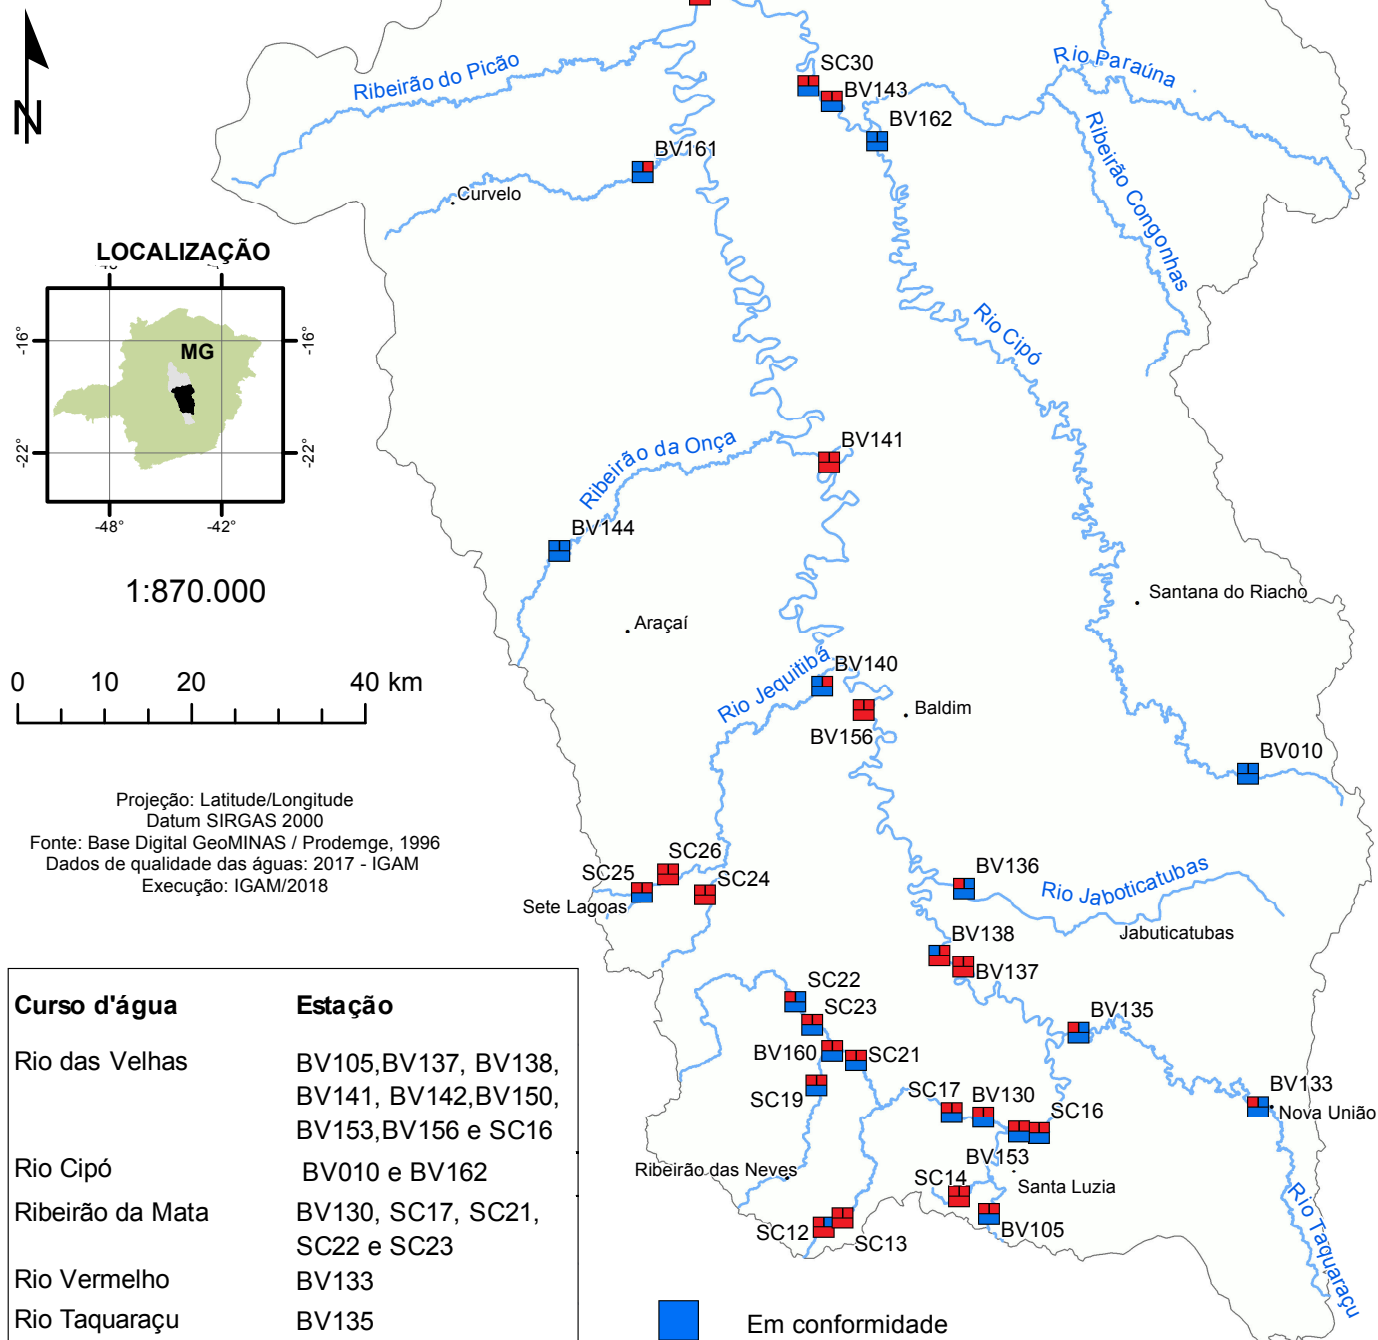 N
SC30
BV143
BV162
Rio Paraúna
Ribeirão do Picão
Ribeirão Congonhas
BV161
Curvelo
LOCALIZAÇÃO
-16°
-16°
MG
-22°
-22°
-48°
-42°
1:870.000
0 10 20 40 km
Rio Cipó
BV141
Ribeirão da Onça
BV144
Santana do Riacho
Araçaí
Rio Jequitibá
BV140
BV156
Baldim
BV010
Projeção: Latitude/Longitude
Datum SIRGAS 2000
Fonte: Base Digital GeoMINAS / Prodemge, 1996
Dados de qualidade das águas: 2017 - IGAM
Execução: IGAM/2018
SC26
SC25
SC24
Sete Lagoas
BV136
Rio Jaboticatubas
Jabuticatubas
BV138
BV137
SC22
SC23
BV135
BV160
SC21
SC19
SC17
BV130
SC16
BV133
Nova União
BV153
Ribeirão das Neves
SC14
Santa Luzia
SC12
SC13
BV105
Rio Taquaraçu
Curso d'água Estação
Rio das Velhas BV105,BV137, BV138,
BV141, BV142,BV150,
BV153,BV156 e SC16
Rio Cipó BV010 e BV162
Ribeirão da Mata BV130, SC17, SC21,
SC22 e SC23
Rio Vermelho BV133
Rio Taquaraçu BV135
Em conformidade